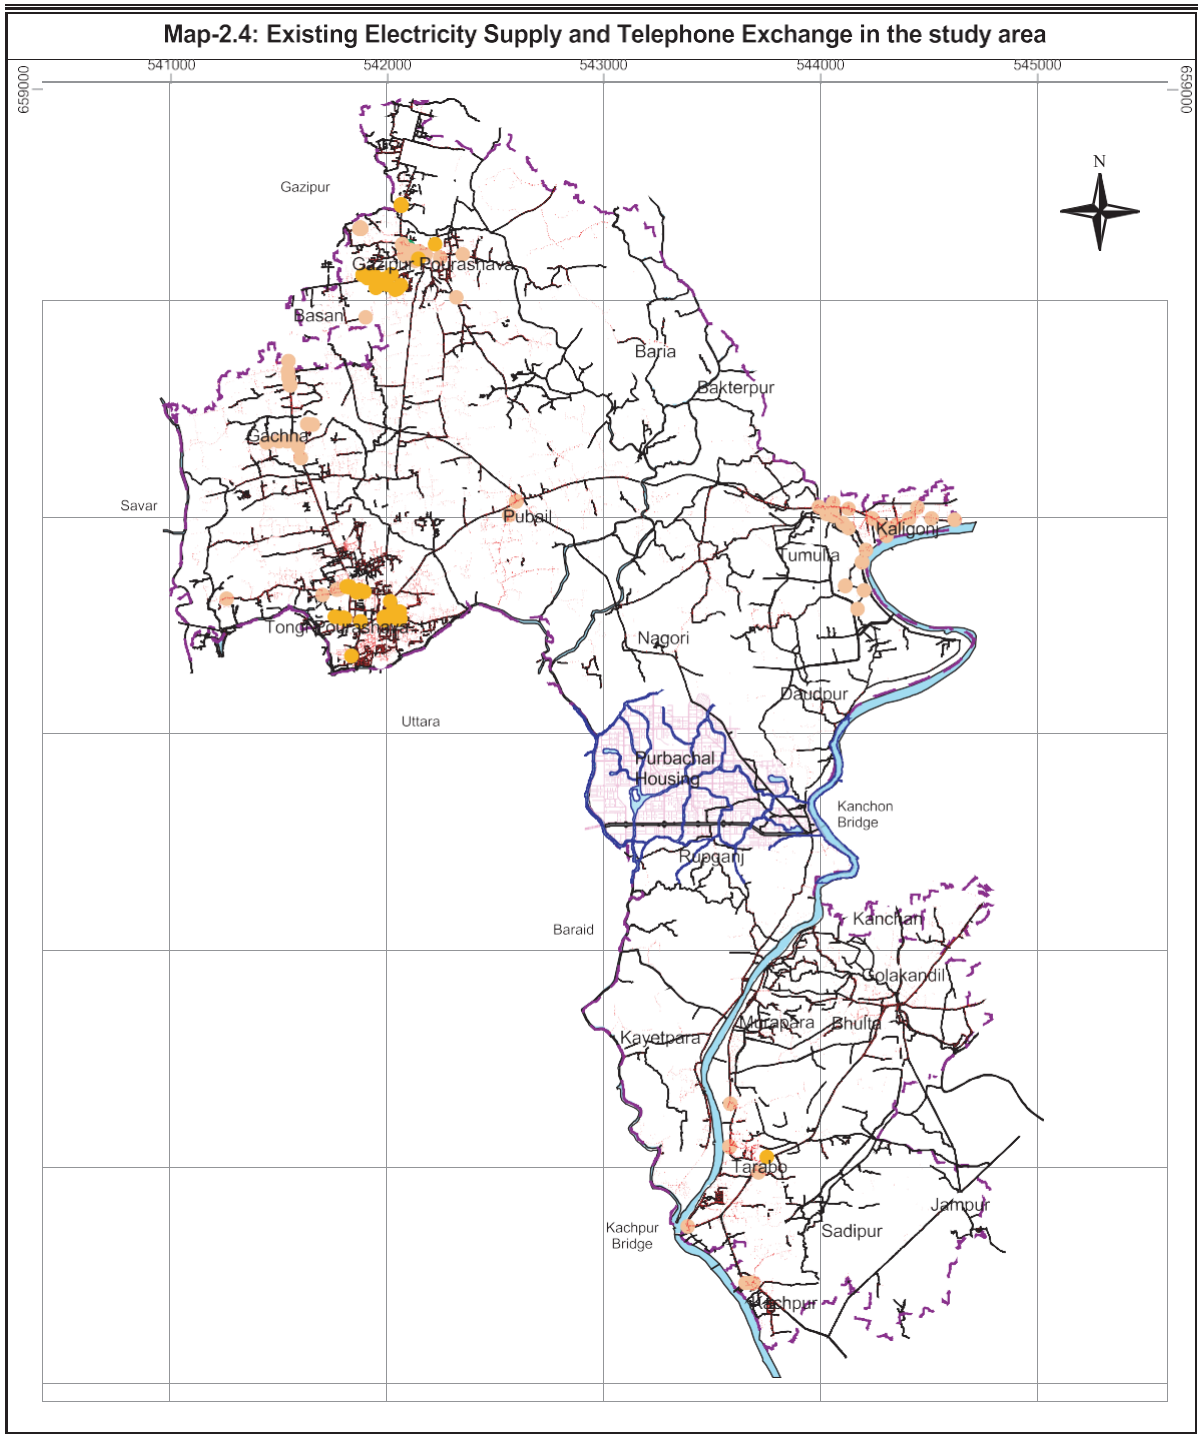 Map-2.4: Existing Electricity Supply and Telephone Exchange in the study area
541000
542000
543000
544000
545000
659000
659000
N
Gazipur
Gazipur Pourashava
Basan
Baria
Bakterpur
Gachha
Savar
Pubail
Kaligonj
Tumulia
Tongi Pourashava
Nagori
Daudpur
Uttara
Purbachal
Housing
Kanchon
Bridge
Rupganj
Kanchan
Baraid
Golakandil
Murapara
Bhulta
Kayetpara
Tarabo
Jampur
Kachpur
Bridge
Sadipur
Kachpur